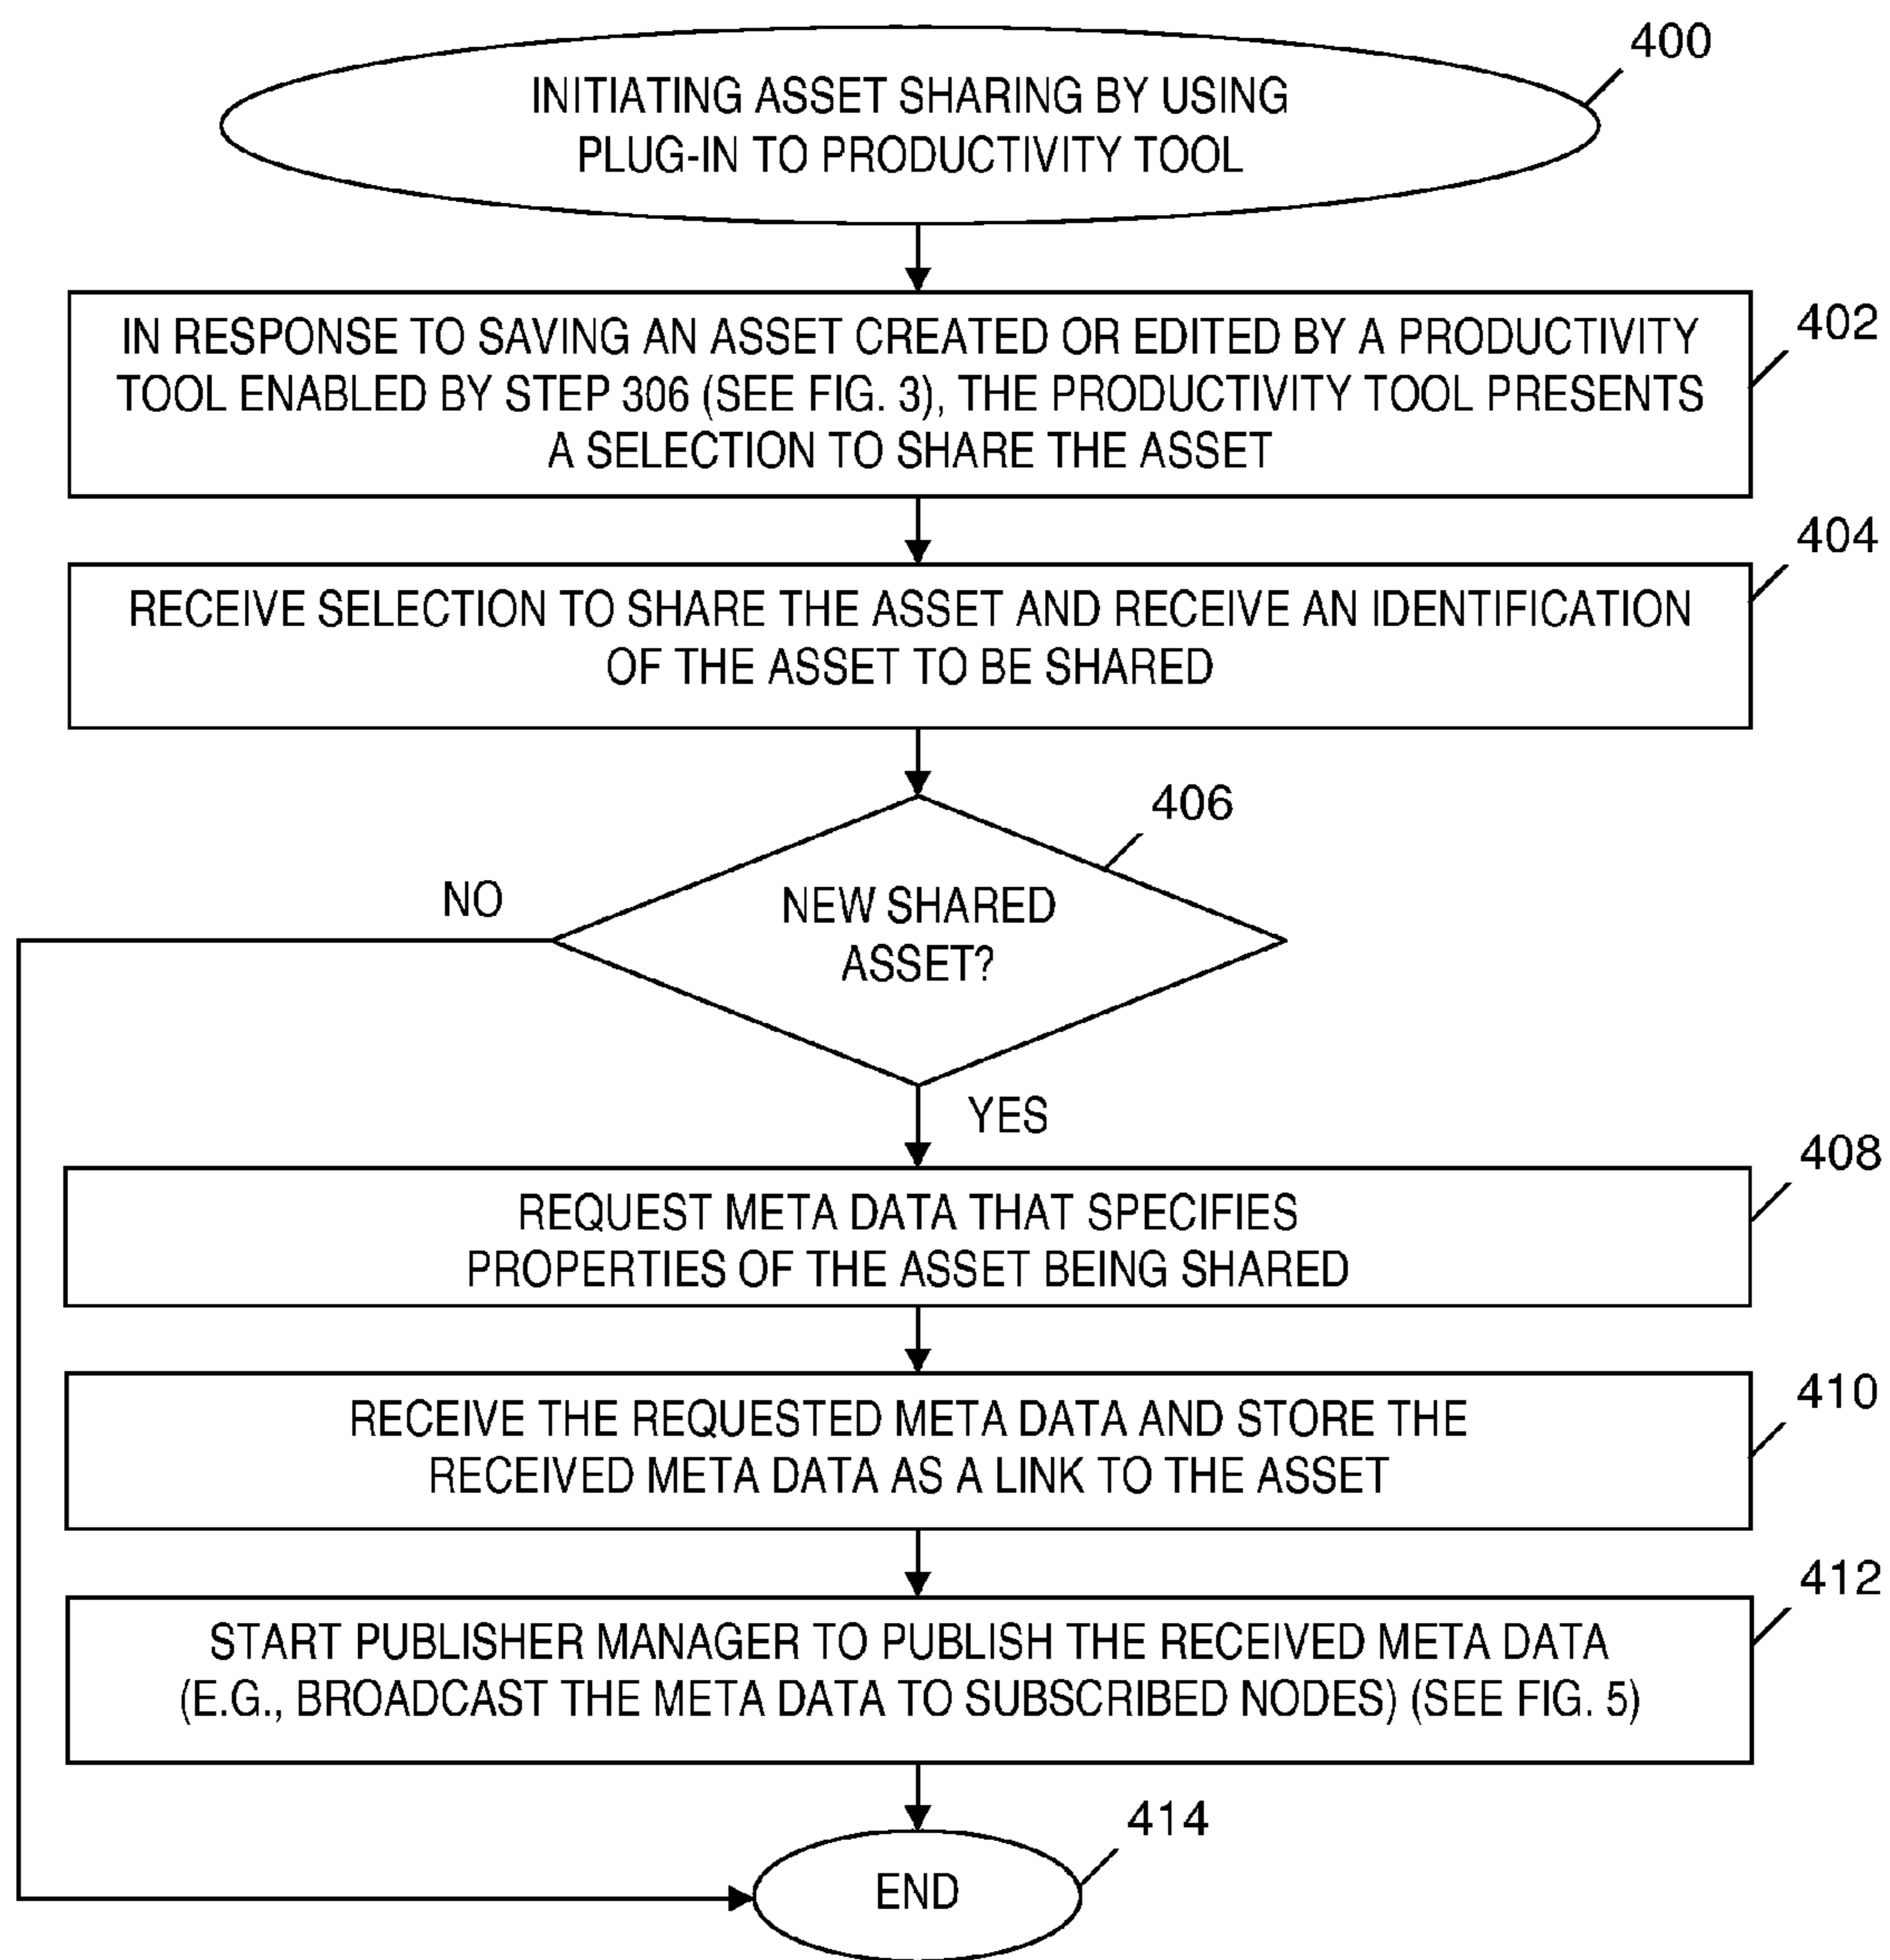 400
INITIATING ASSET SHARING BY USING
PLUG-IN TO PRODUCTIVITY TOOL
402
IN RESPONSE TO SAVING AN ASSET CREATED OR EDITED BY A PRODUCTIVITY
TOOL ENABLED BY STEP 306 (SEE FIG. 3), THE PRODUCTIVITY TOOL PRESENTS
A SELECTION TO SHARE THE ASSET
404
RECEIVE SELECTION TO SHARE THE ASSET AND RECEIVE AN IDENTIFICATION
OF THE ASSET TO BE SHARED
406
NO
NEW SHARED
ASSET?
YES
408
REQUEST META DATA THAT SPECIFIES
PROPERTIES OF THE ASSET BEING SHARED
410
RECEIVE THE REQUESTED META DATA AND STORE THE
RECEIVED META DATA AS A LINK TO THE ASSET
412
START PUBLISHER MANAGER TO PUBLISH THE RECEIVED META DATA
(E.G., BROADCAST THE META DATA TO SUBSCRIBED NODES) (SEE FIG. 5)
414
END